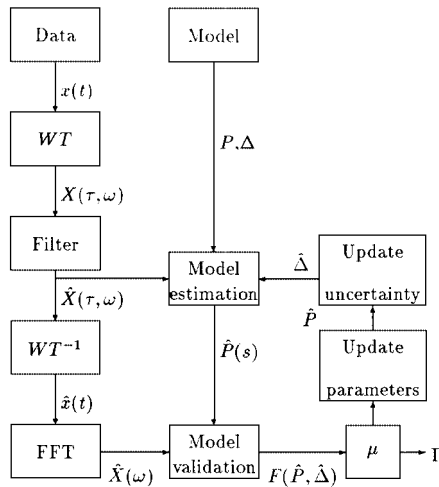 Data
Model
x(t)
WT
P,Δ
X(τ,ω)
Filter
Model
estimation
Δ̂
Update
uncertainty
X̂(τ,ω)
P̂
WT⁻¹
P̂(s)
Update
parameters
x̂(t)
FFT
X̂(ω)
Model
validation
F(P̂,Δ̂)
μ